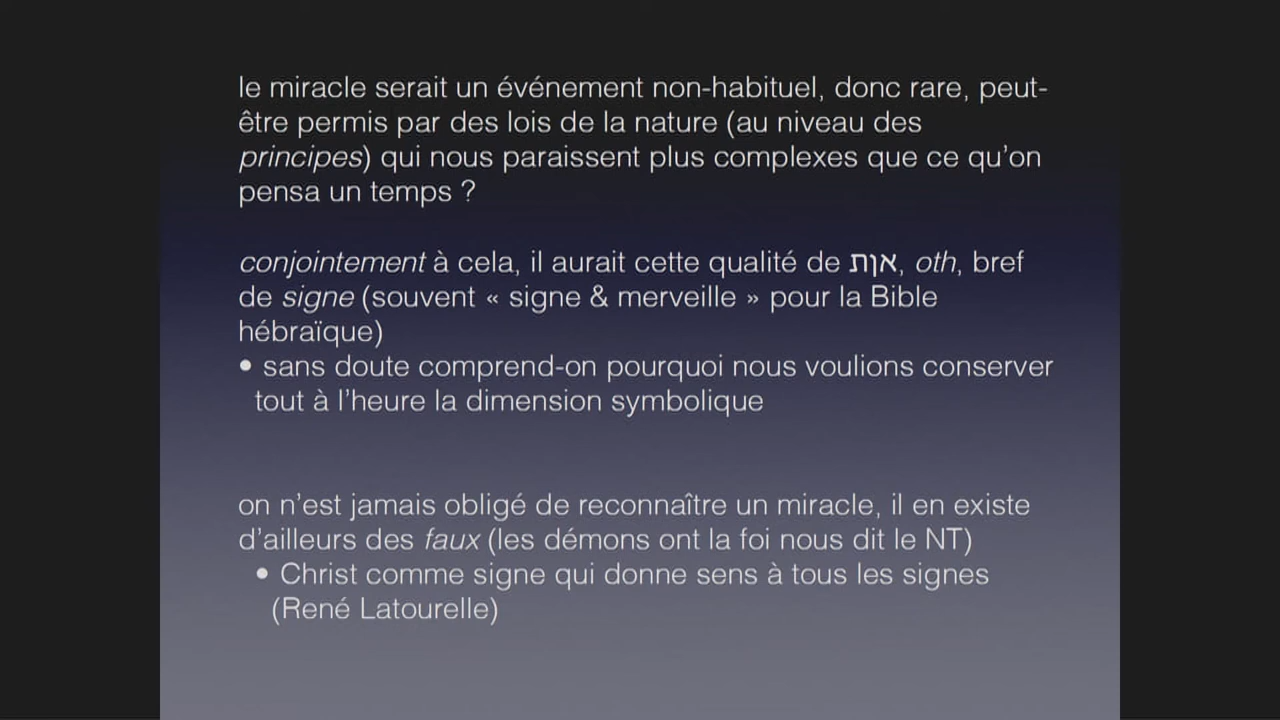 le miracle serait un événement non-habituel, donc rare, peut-
être permis par des lois de la nature (au niveau des
principes) qui nous paraissent plus complexes que ce qu'on
pensa un temps ?
conjointement à cela, il aurait cette qualité de אות, oth, bref
de signe (souvent « signe & merveille » pour la Bible
hébraïque)
• sans doute comprend-on pourquoi nous voulions conserver
tout à l'heure la dimension symbolique
on n'est jamais obligé de reconnaître un miracle, il en existe
d'ailleurs des faux (les démons ont la foi nous dit le NT)
• Christ comme signe qui donne sens à tous les signes
(René Latourelle)